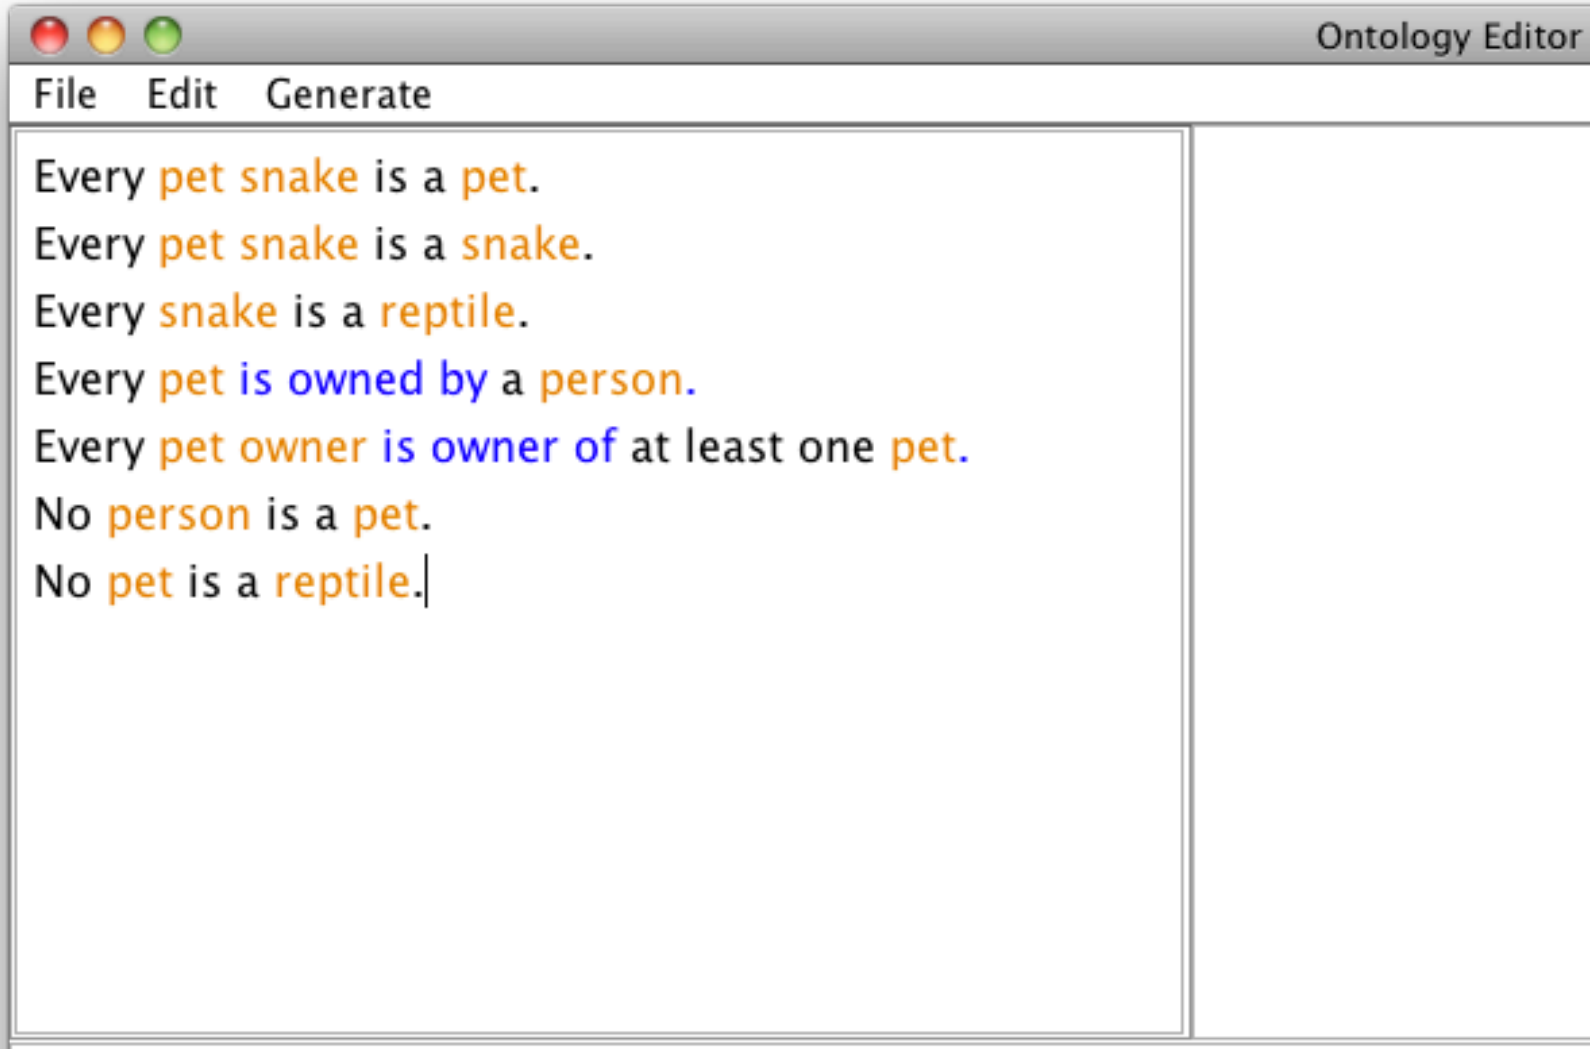 Ontology Editor
File Edit Generate
Every pet snake is a pet.
Every pet snake is a snake.
Every snake is a reptile.
Every pet is owned by a person.
Every pet owner is owner of at least one pet.
No person is a pet.
No pet is a reptile.